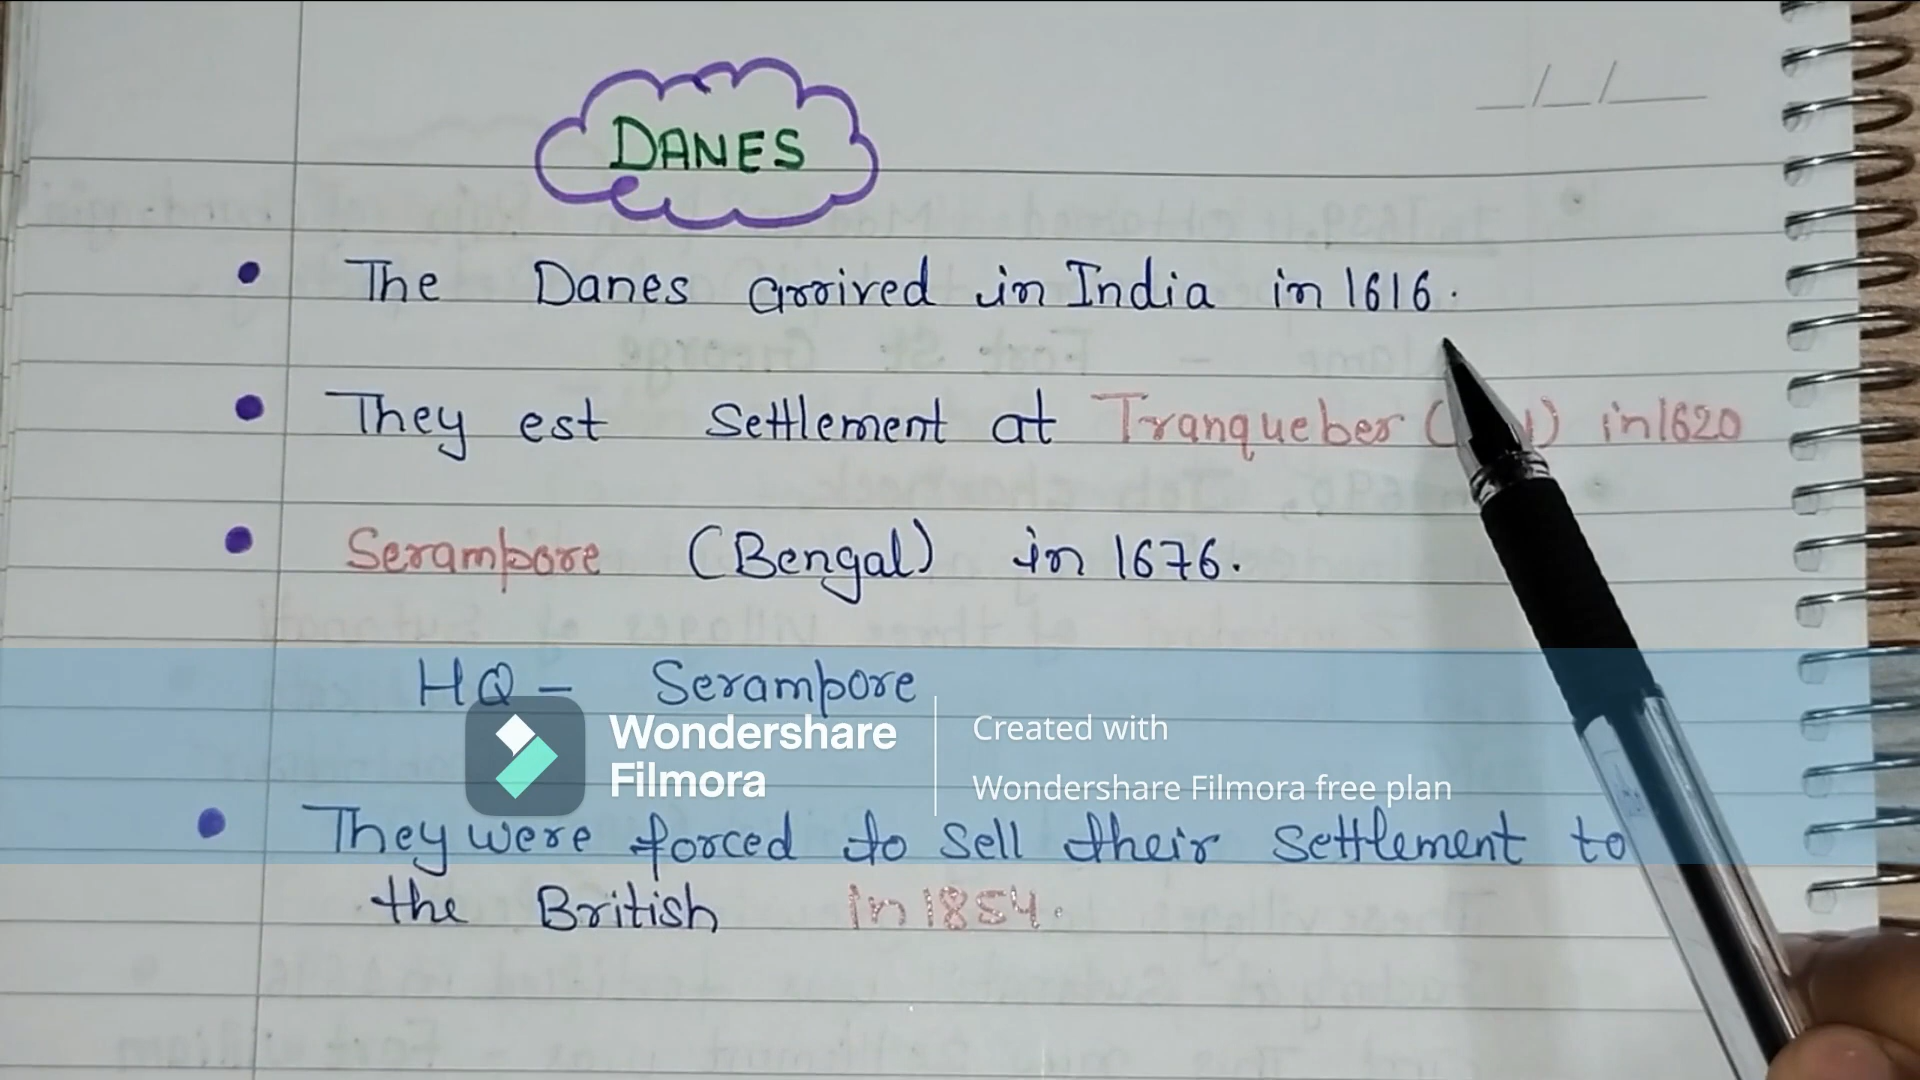 DANES
The Danes arrived in India in 1616.
They est settlement at Tranqueber ( ) in 1620
Serampore (Bengal) in 1676.
HQ - Serampore
Wondershare Filmora
Created with
Wondershare Filmora free plan
They were forced to sell their settlement to
the British in 1854.